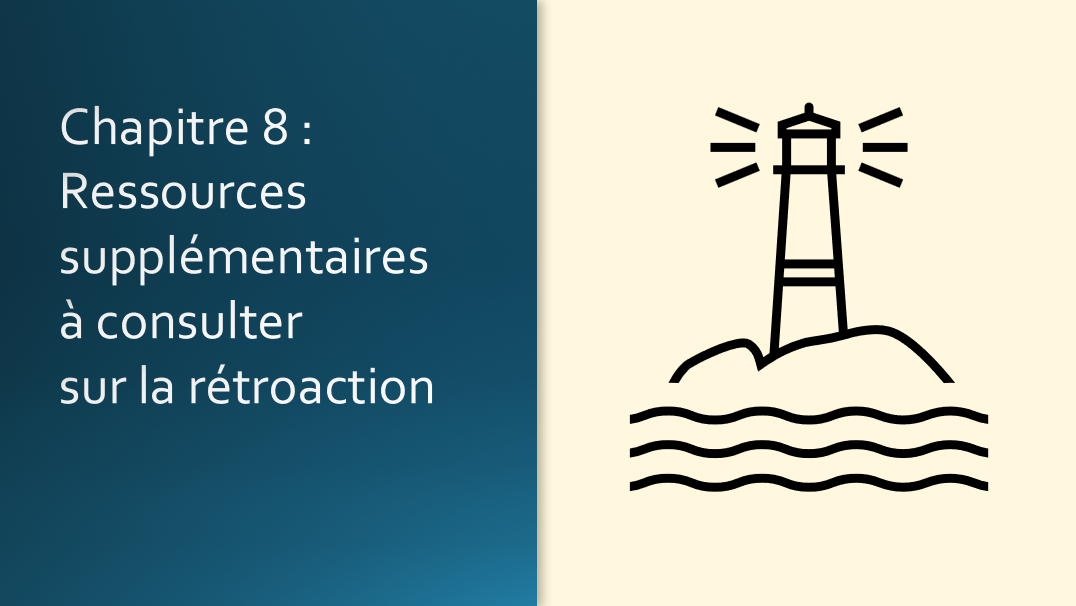 Chapitre 8 :
Ressources
supplémentaires
à consulter
sur la rétroaction